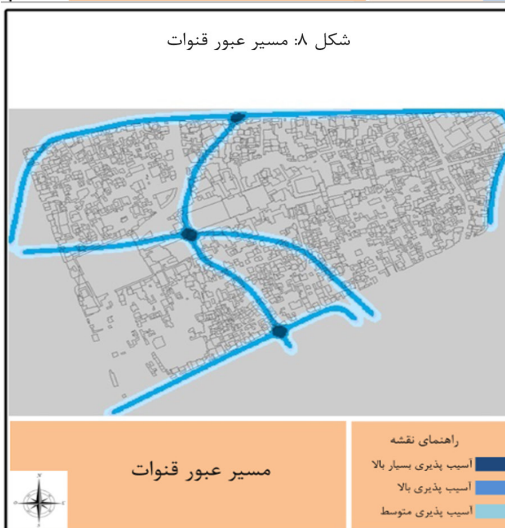 شکل ۸: مسیر عبور قنوات
راهنمای نقشه
آسیب پذیری بسیار بالا
آسیب پذیری بالا
آسیب پذیری متوسط
مسیر عبور قنوات